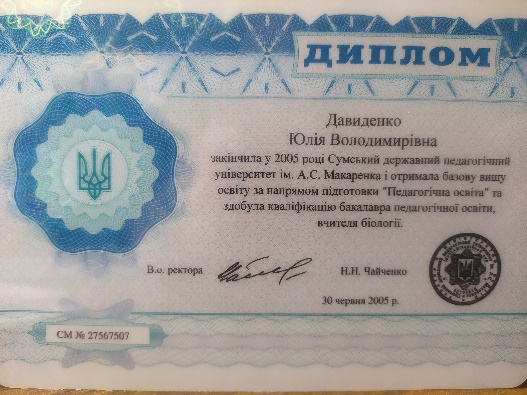 ДИПЛОМ
Давиденко
Юлія Володимирівна
закінчила у 2005 році Сумський державний педагогічний
університет ім. А.С. Макаренка і отримала базову вищу
освіту за напрямом підготовки "Педагогічна освіта" та
здобула кваліфікацію бакалавра педагогічної освіти,
вчителя біології.
В.о. ректора
Н.Н. Чайченко
30 червня 2005 р.
СМ № 27567507